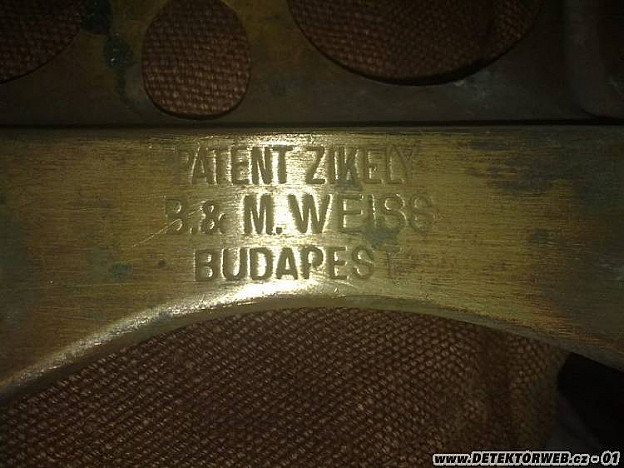 PATENT ZIKELY
B. & M. WEISS
BUDAPEST
www.DETEKTORWEB.cz - 01